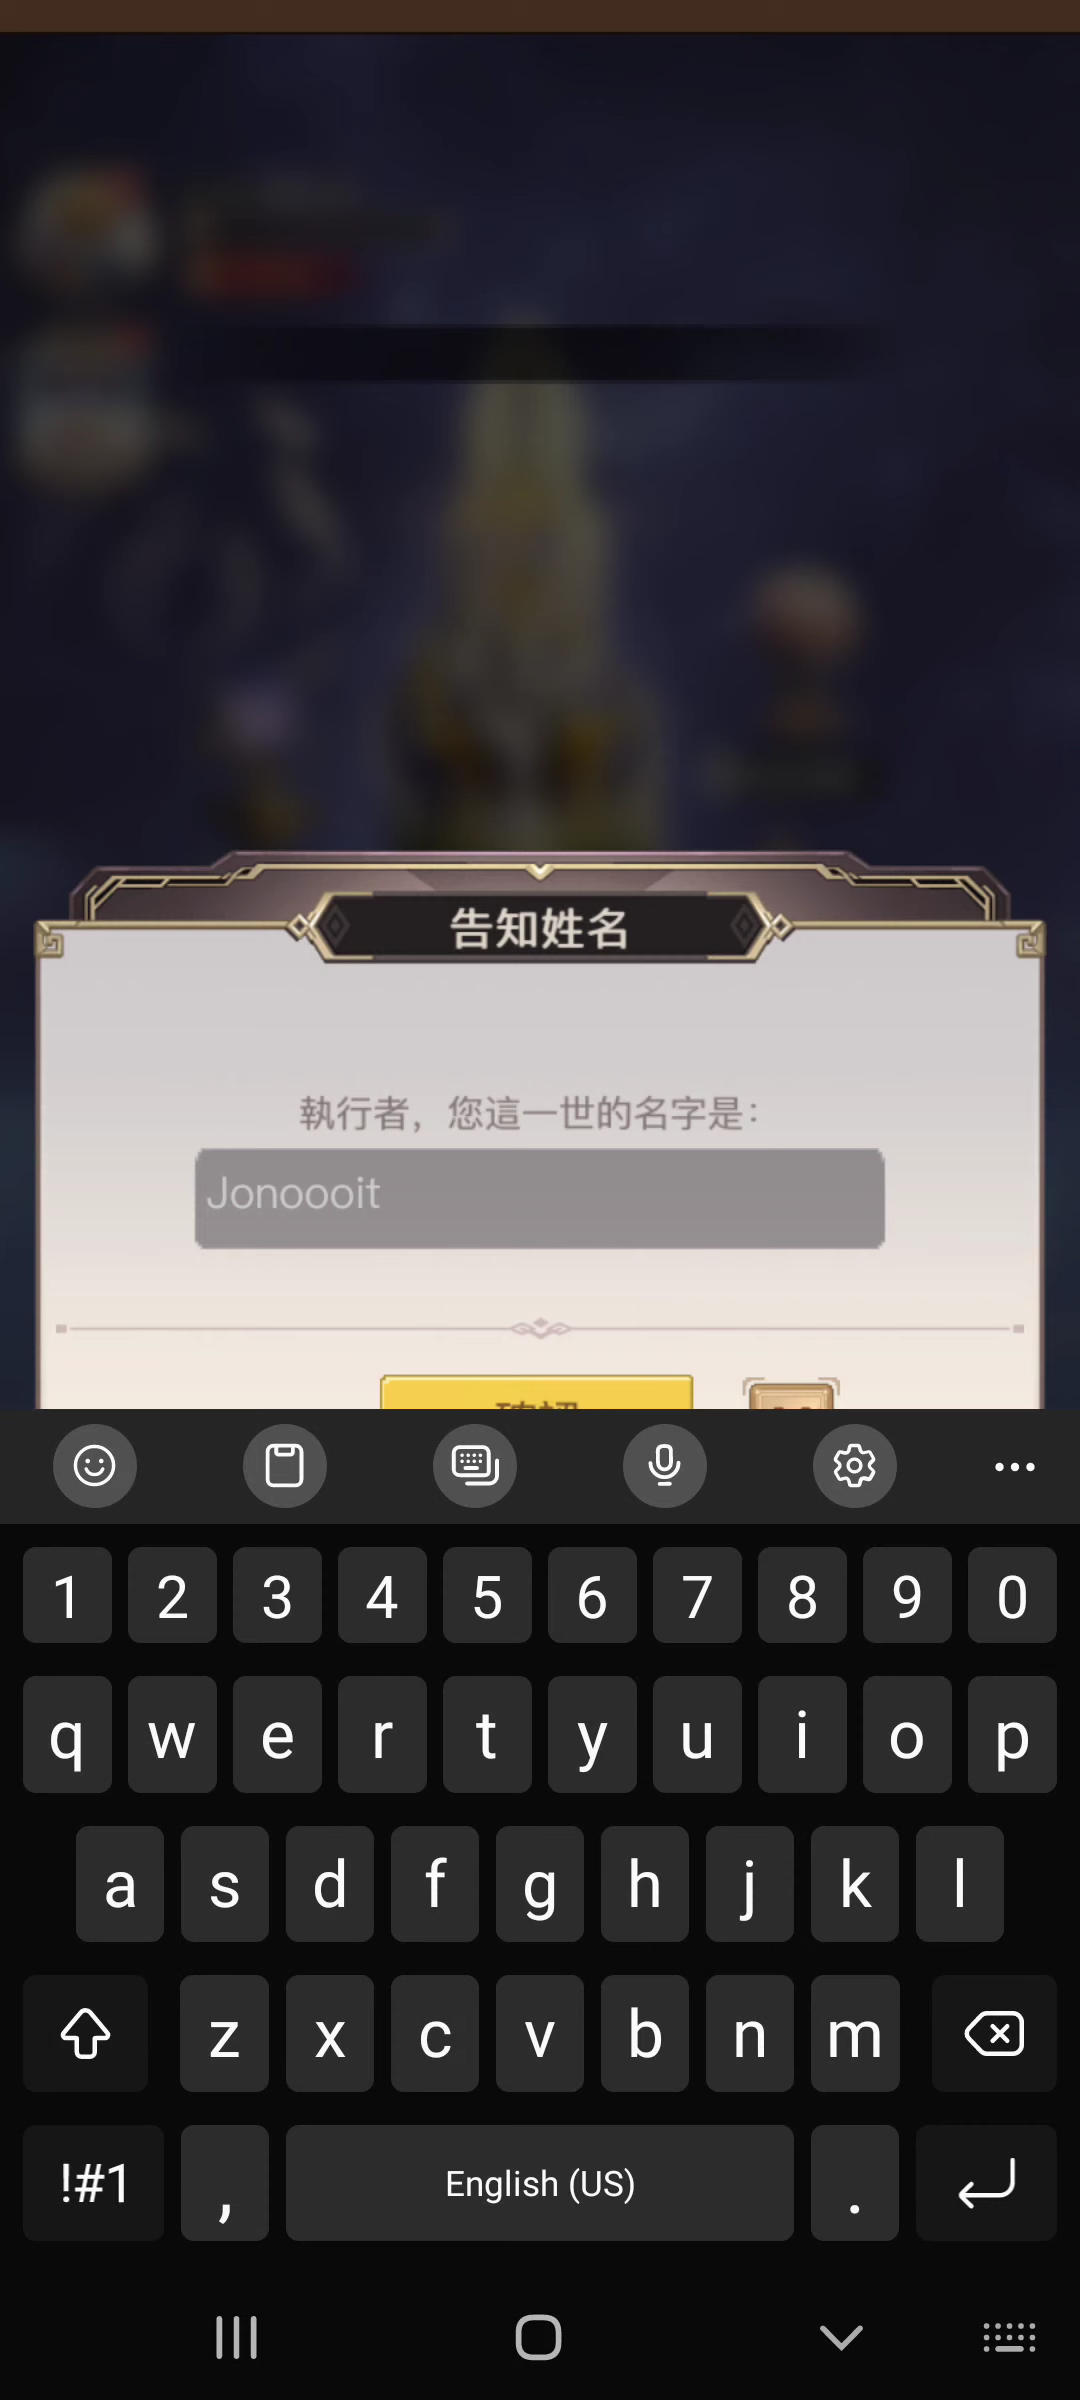 告知姓名
執行者，您這一世的名字是：
Jonoooit
1 2 3 4 5 6 7 8 9 0
q w e r t y u i o p
a s d f g h j k l
z x c v b n m
!#1 , English (US) .